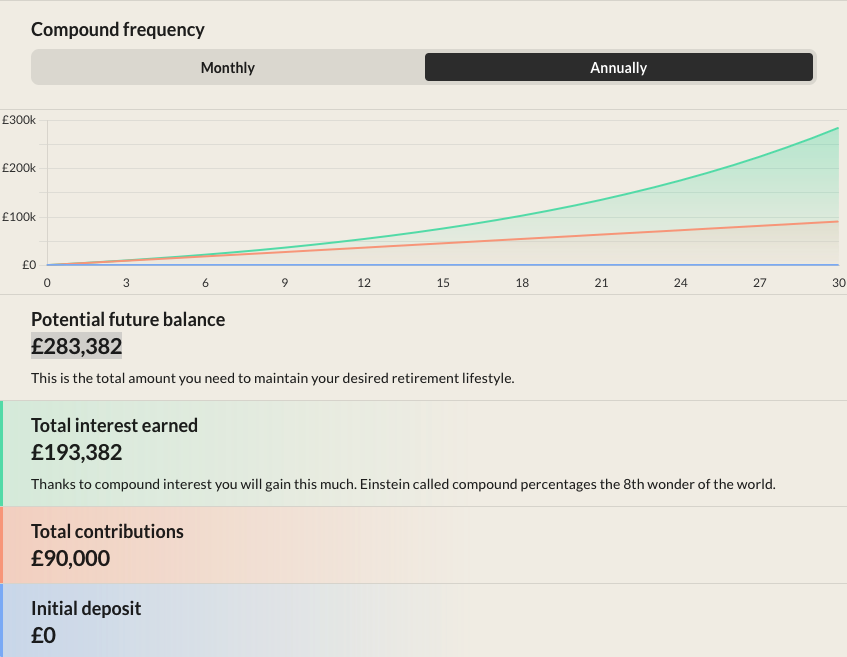 Compound frequency
Monthly Annually
£300k
£200k
£100k
£0
0 3 6 9 12 15 18 21 24 27 30
Potential future balance
£283,382
This is the total amount you need to maintain your desired retirement lifestyle.
Total interest earned
£193,382
Thanks to compound interest you will gain this much. Einstein called compound percentages the 8th wonder of the world.
Total contributions
£90,000
Initial deposit
£0